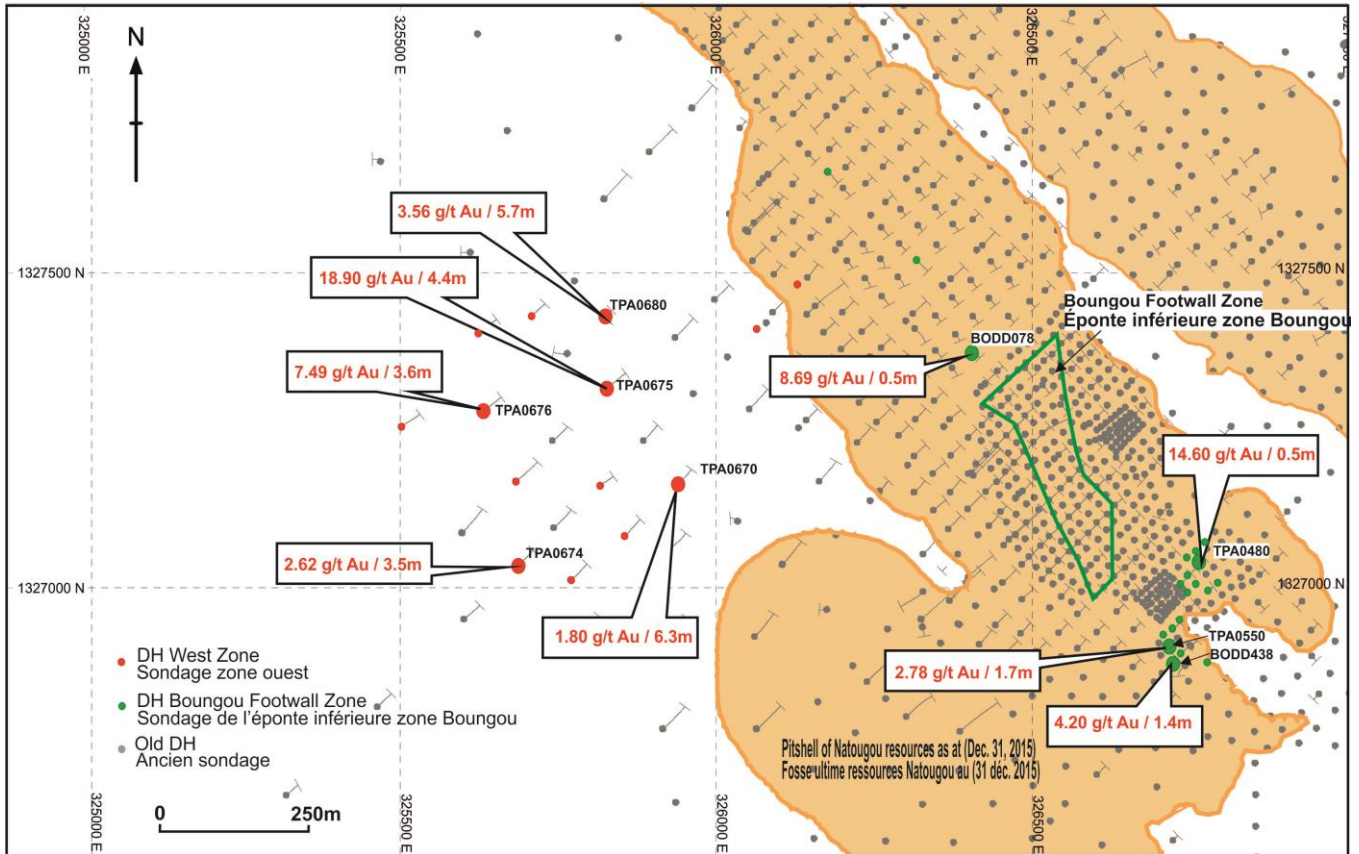 325000 E
325500 E
326000 E
326500 E
N
3.56 g/t Au / 5.7m
1327500 N
1327500 N
18.90 g/t Au / 4.4m
TPA0680
Boungou Footwall Zone
Éponte inférieure zone Boungou
BODD078
7.49 g/t Au / 3.6m
TPA0675
8.69 g/t Au / 0.5m
TPA0676
14.60 g/t Au / 0.5m
TPA0670
TPA0480
TPA0674
2.62 g/t Au / 3.5m
1327000 N
1327000 N
1.80 g/t Au / 6.3m
TPA0550
BODD438
2.78 g/t Au / 1.7m
4.20 g/t Au / 1.4m
DH West Zone
Sondage zone ouest
DH Boungou Footwall Zone
Sondage de l'éponte inférieure zone Boungou
Old DH
Ancien sondage
Pitshell of Natougou resources as at (Dec. 31, 2015)
Fosse ultime ressources Natougou au (31 déc. 2015)
0 250m
325000 E
325500 E
326000 E
326500 E